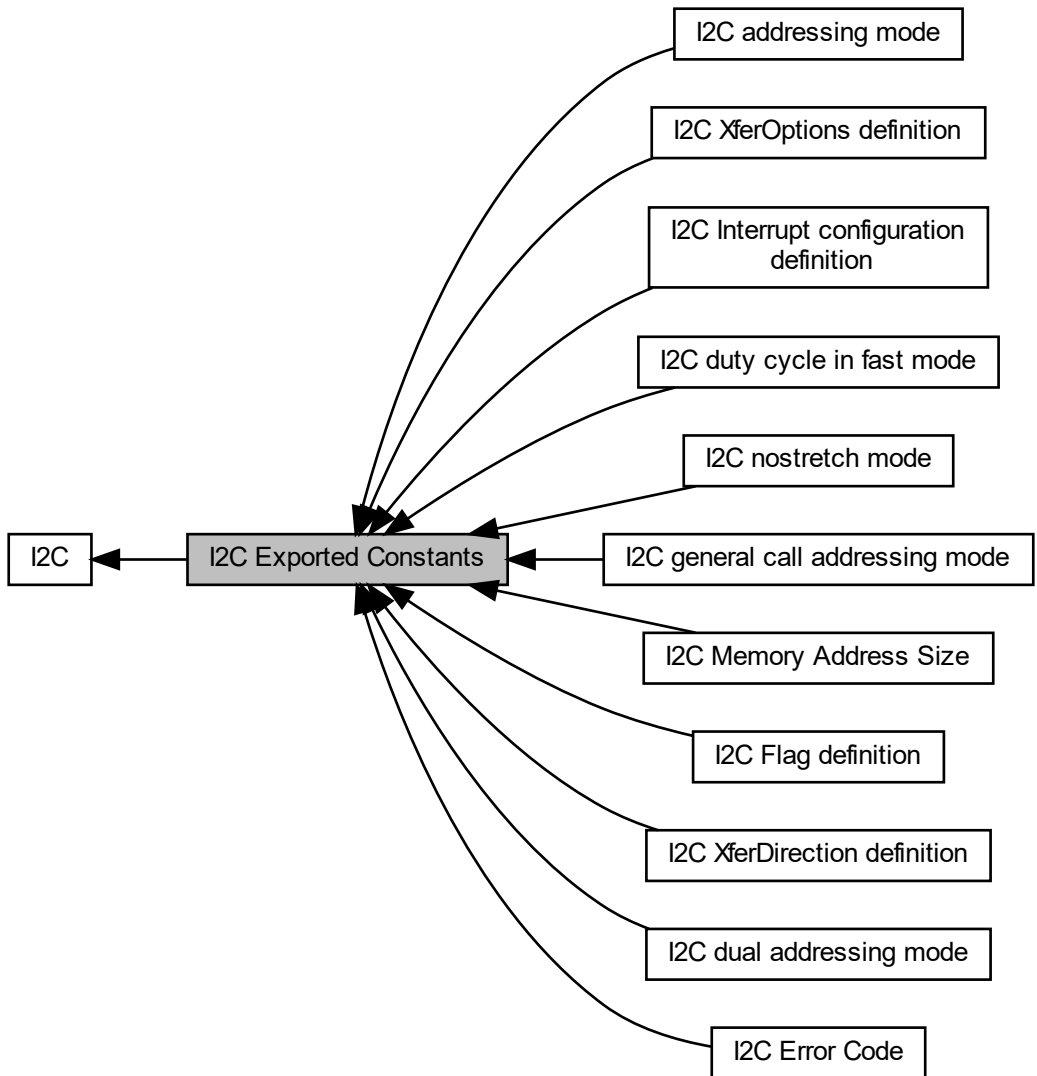 I2C addressing mode
I2C XferOptions definition
I2C Interrupt configuration
definition
I2C duty cycle in fast mode
I2C nostretch mode
I2C
I2C Exported Constants
I2C general call addressing mode
I2C Memory Address Size
I2C Flag definition
I2C XferDirection definition
I2C dual addressing mode
I2C Error Code